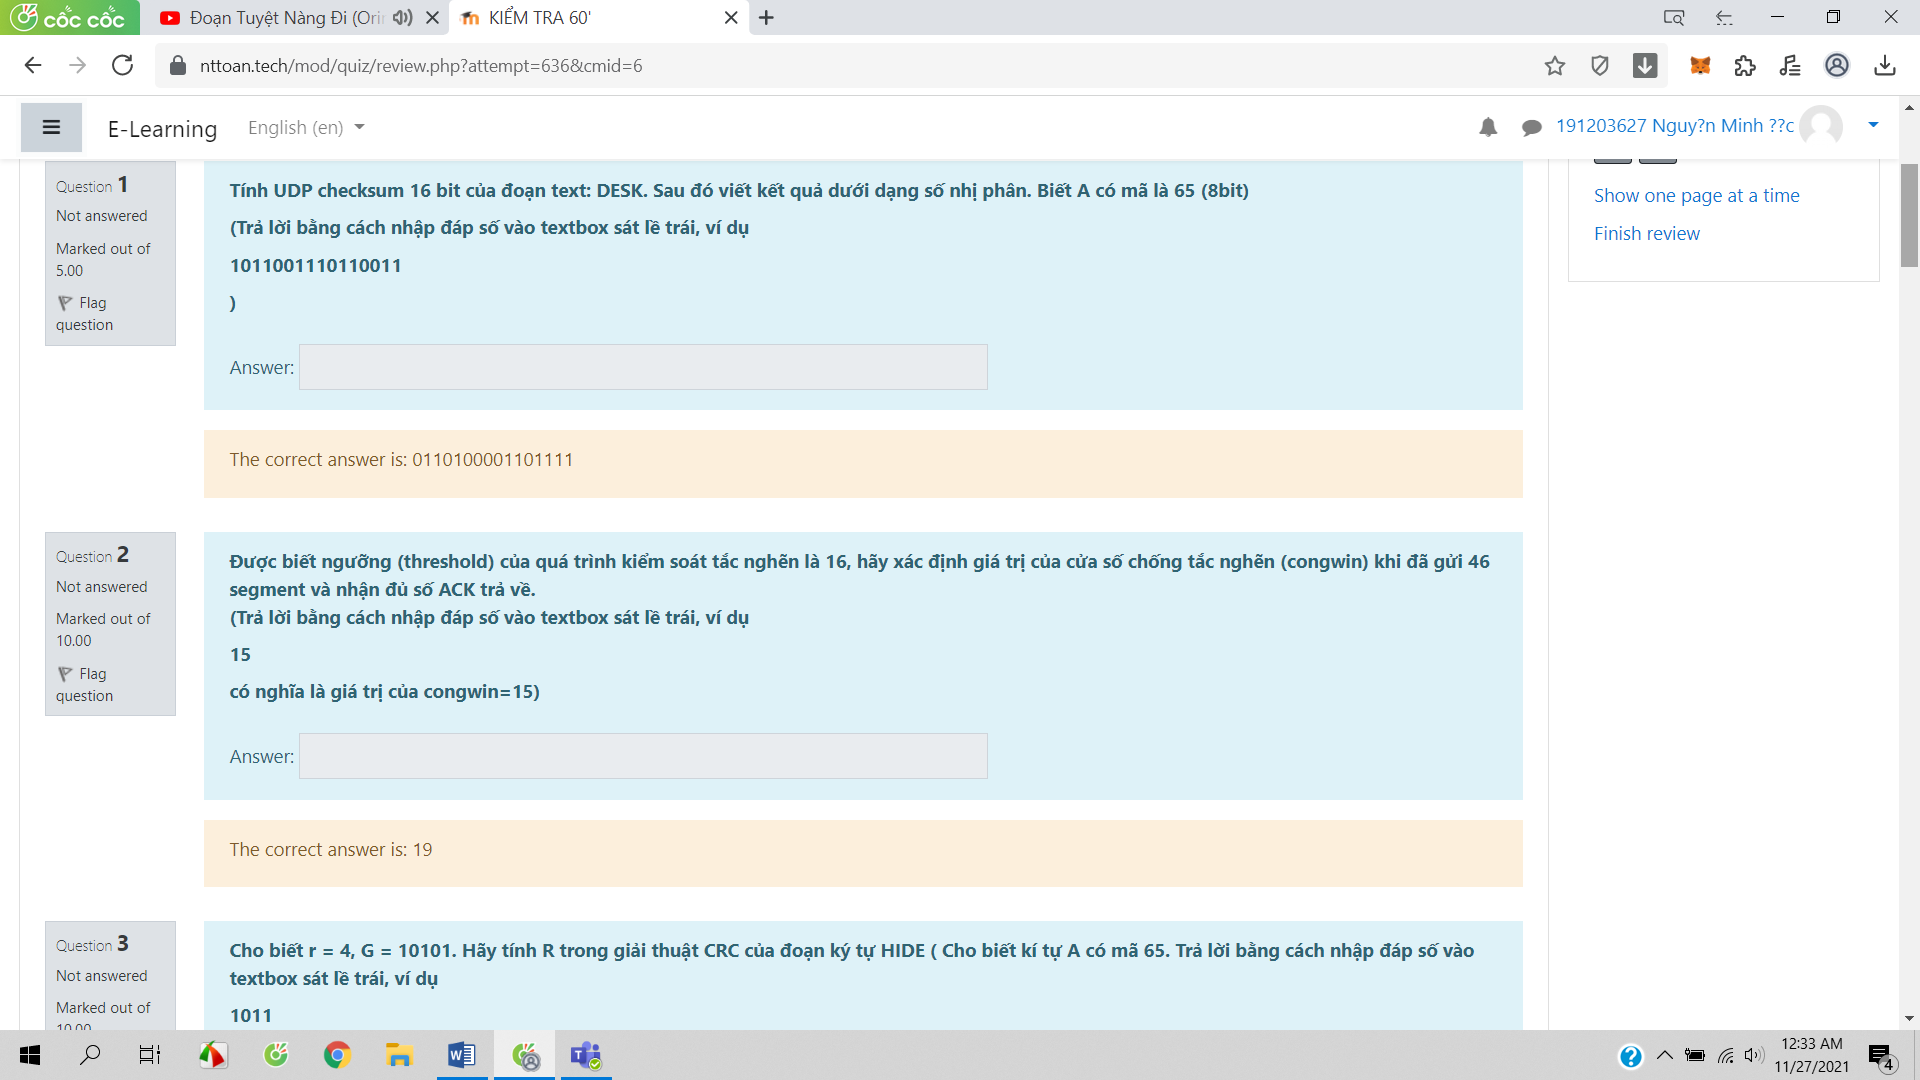 cốc cốc
Đoạn Tuyệt Nàng Đi (Ori
KIỂM TRA 60'
nttoan.tech/mod/quiz/review.php?attempt=636&cmid=6
E-Learning
English (en)
191203627 Nguy?n Minh ??c
Show one page at a time
Finish review
Question 1
Not answered
Marked out of
5.00
Flag
question
Tính UDP checksum 16 bit của đoạn text: DESK. Sau đó viết kết quả dưới dạng số nhị phân. Biết A có mã là 65 (8bit)
(Trả lời bằng cách nhập đáp số vào textbox sát lề trái, ví dụ
1011001110110011
)
Answer:
The correct answer is: 0110100001101111
Question 2
Not answered
Marked out of
10.00
Flag
question
Được biết ngưỡng (threshold) của quá trình kiểm soát tắc nghẽn là 16, hãy xác định giá trị của cửa sổ chống tắc nghẽn (congwin) khi đã gửi 46
segment và nhận đủ số ACK trả về.
(Trả lời bằng cách nhập đáp số vào textbox sát lề trái, ví dụ
15
có nghĩa là giá trị của congwin=15)
Answer:
The correct answer is: 19
Question 3
Not answered
Marked out of
10.00
Cho biết r = 4, G = 10101. Hãy tính R trong giải thuật CRC của đoạn ký tự HIDE ( Cho biết kí tự A có mã 65. Trả lời bằng cách nhập đáp số vào
textbox sát lề trái, ví dụ
1011
12:33 AM
11/27/2021
4